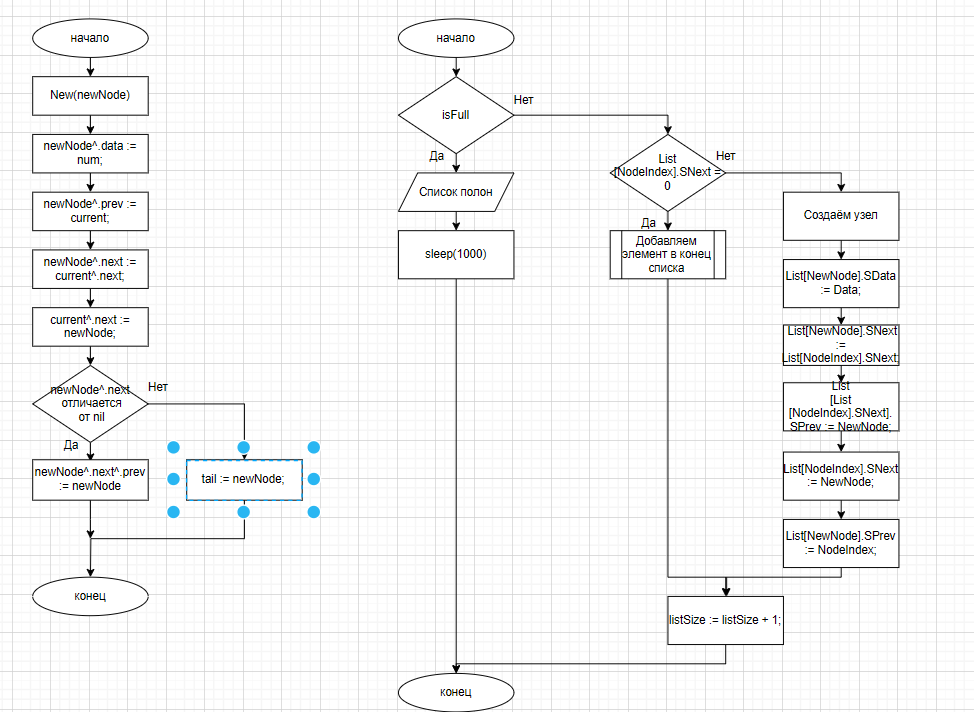 начало
New(newNode)
newNode^.data :=
num;
newNode^.prev :=
current;
newNode^.next :=
current^.next;
current^.next :=
newNode;
newNode^.next
отличается
от nil
Нет
Да
newNode^.next^.prev
:= newNode
tail := newNode;
конец
начало
isFull
Нет
Да
Список полон
sleep(1000)
List
[NodeIndex].SNext =
0
Нет
Да
Добавляем
элемент в конец
списка
Создаём узел
List[NewNode].SData
:= Data;
List[NewNode].SNext
:=
List[NodeIndex].SNext;
List
[List
[NodeIndex].SNext].
SPrev := NewNode;
List[NodeIndex].SNext
:= NewNode;
List[NewNode].SPrev
:= NodeIndex;
listSize := listSize + 1;
конец